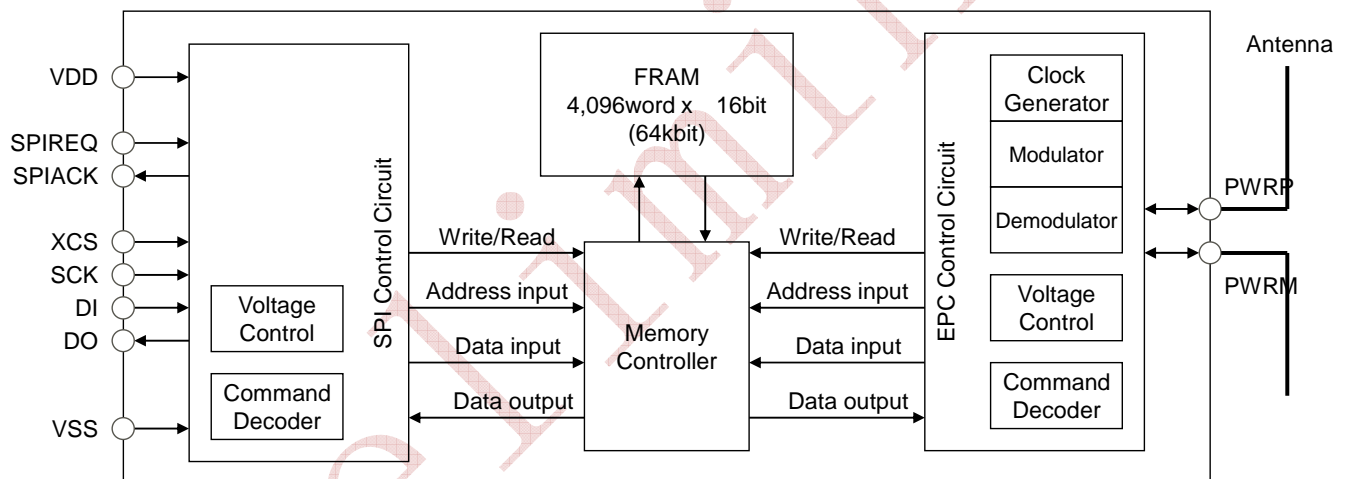 VDD
SPIREQ
SPIACK
XCS
SCK
DI
DO
VSS
SPI Control Circuit
Voltage
Control
Command
Decoder
FRAM
4,096word x 16bit
(64kbit)
Write/Read
Address input
Data input
Data output
Memory
Controller
Write/Read
Address input
Data input
Data output
EPC Control Circuit
Clock
Generator
Modulator
Demodulator
Voltage
Control
Command
Decoder
Antenna
PWRP
PWRM